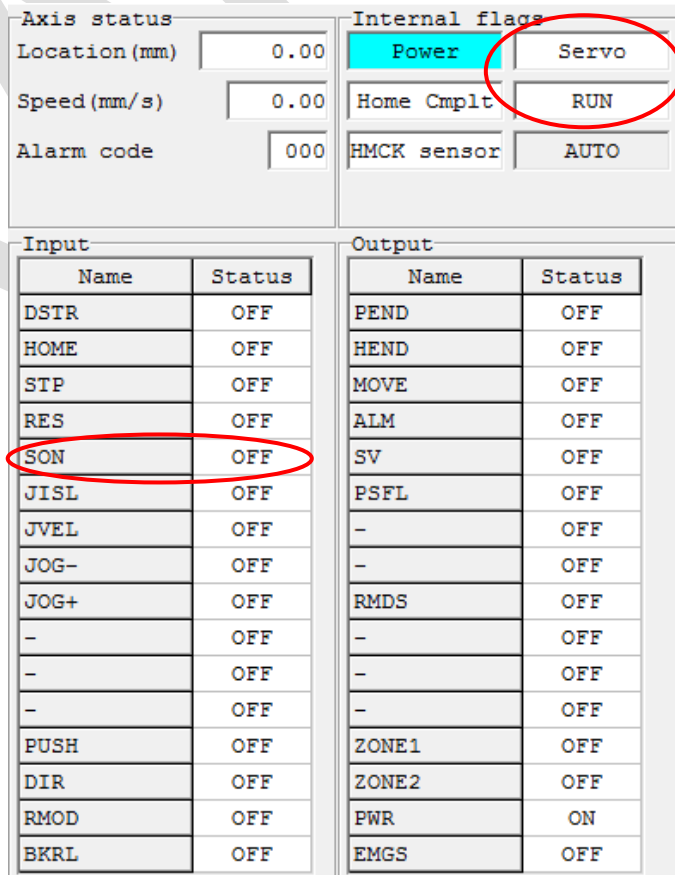 Axis status Internal flags
Location(mm) 0.00 Power Servo
Speed(mm/s) 0.00 Home Cmplt RUN
Alarm code 000 HMCK sensor AUTO
Input Output
Name Status Name Status
DSTR OFF PEND OFF
HOME OFF HEND OFF
STP OFF MOVE OFF
RES OFF ALM OFF
SON OFF SV OFF
JISL OFF PSFL OFF
JVEL OFF - OFF
JOG- OFF - OFF
JOG+ OFF RMDS OFF
- OFF - OFF
- OFF - OFF
- OFF - OFF
PUSH OFF ZONE1 OFF
DIR OFF ZONE2 OFF
RMOD OFF PWR ON
BKRL OFF EMGS OFF